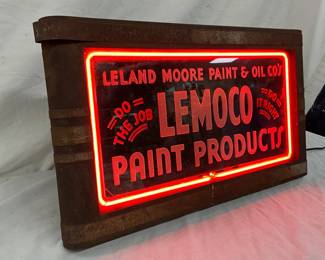 LELAND MOORE PAINT & OIL CO'S
DO
THE JOB
LEMOCO
DO
IT RIGHT
PAINT PRODUCTS